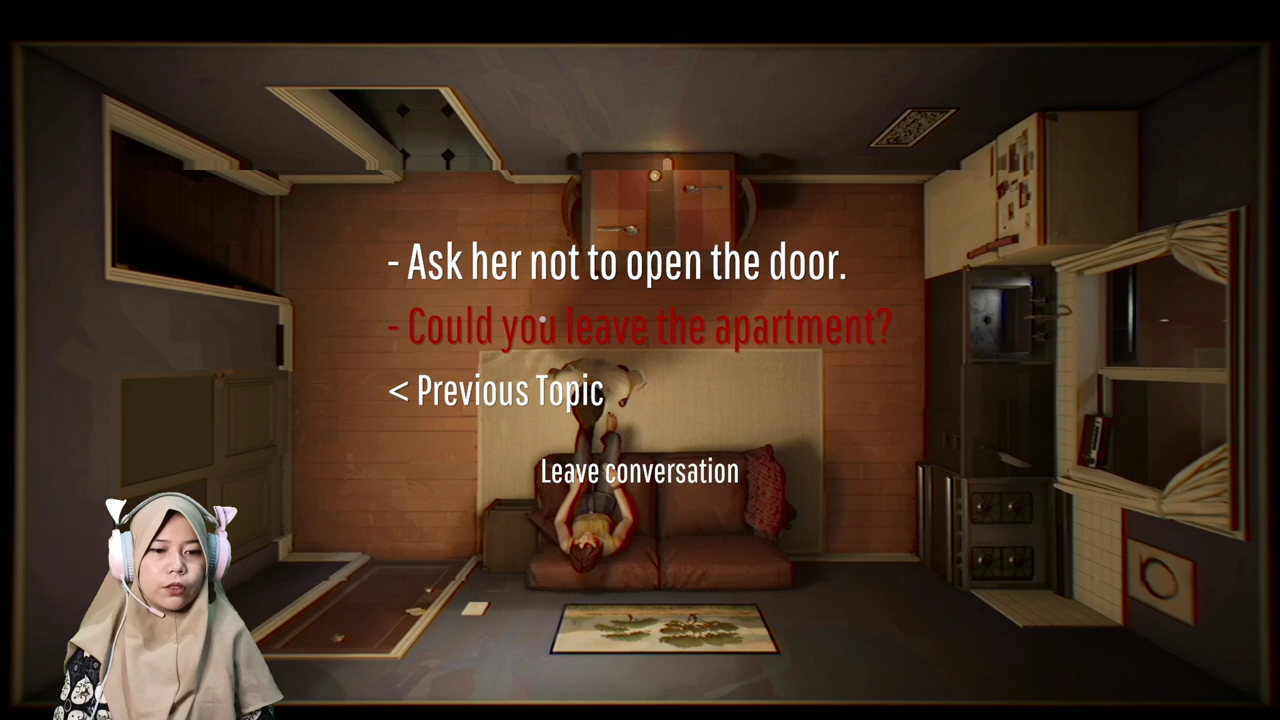 - Ask her not to open the door.
- Could you leave the apartment?
< Previous Topic
Leave conversation